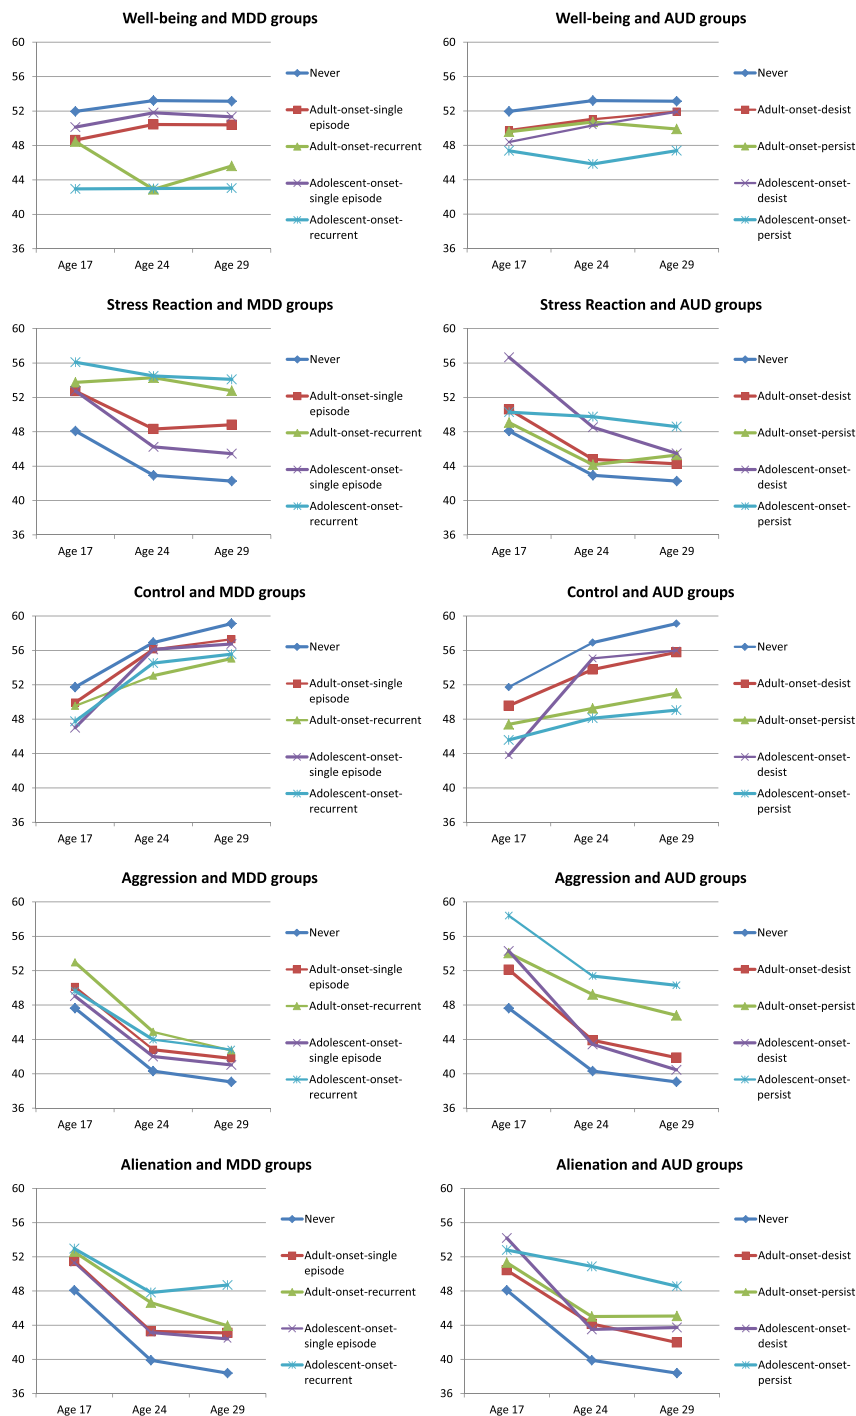 Well-being and MDD groups
60
56
52
48
44
40
36
Age 17 Age 24 Age 29
Never
Adult-onset-single
episode
Adult-onset-recurrent
Adolescent-onset-
single episode
Adolescent-onset-
recurrent
Well-being and AUD groups
60
56
52
48
44
40
36
Age 17 Age 24 Age 29
Never
Adult-onset-desist
Adult-onset-persist
Adolescent-onset-
desist
Adolescent-onset-
persist
Stress Reaction and MDD groups
60
56
52
48
44
40
36
Age 17 Age 24 Age 29
Never
Adult-onset-single
episode
Adult-onset-recurrent
Adolescent-onset-
single episode
Adolescent-onset-
recurrent
Stress Reaction and AUD groups
60
56
52
48
44
40
36
Age 17 Age 24 Age 29
Never
Adult-onset-desist
Adult-onset-persist
Adolescent-onset-
desist
Adolescent-onset-
persist
Control and MDD groups
60
56
52
48
44
40
36
Age 17 Age 24 Age 29
Never
Adult-onset-single
episode
Adult-onset-recurrent
Adolescent-onset-
single episode
Adolescent-onset-
recurrent
Control and AUD groups
60
56
52
48
44
40
36
Age 17 Age 24 Age 29
Never
Adult-onset-desist
Adult-onset-persist
Adolescent-onset-
desist
Adolescent-onset-
persist
Aggression and MDD groups
60
56
52
48
44
40
36
Age 17 Age 24 Age 29
Never
Adult-onset-single
episode
Adult-onset-recurrent
Adolescent-onset-
single episode
Adolescent-onset-
recurrent
Aggression and AUD groups
60
56
52
48
44
40
36
Age 17 Age 24 Age 29
Never
Adult-onset-desist
Adult-onset-persist
Adolescent-onset-
desist
Adolescent-onset-
persist
Alienation and MDD groups
60
56
52
48
44
40
36
Age 17 Age 24 Age 29
Never
Adult-onset-single
episode
Adult-onset-recurrent
Adolescent-onset-
single episode
Adolescent-onset-
recurrent
Alienation and AUD groups
60
56
52
48
44
40
36
Age 17 Age 24 Age 29
Never
Adult-onset-desist
Adult-onset-persist
Adolescent-onset-
desist
Adolescent-onset-
persist